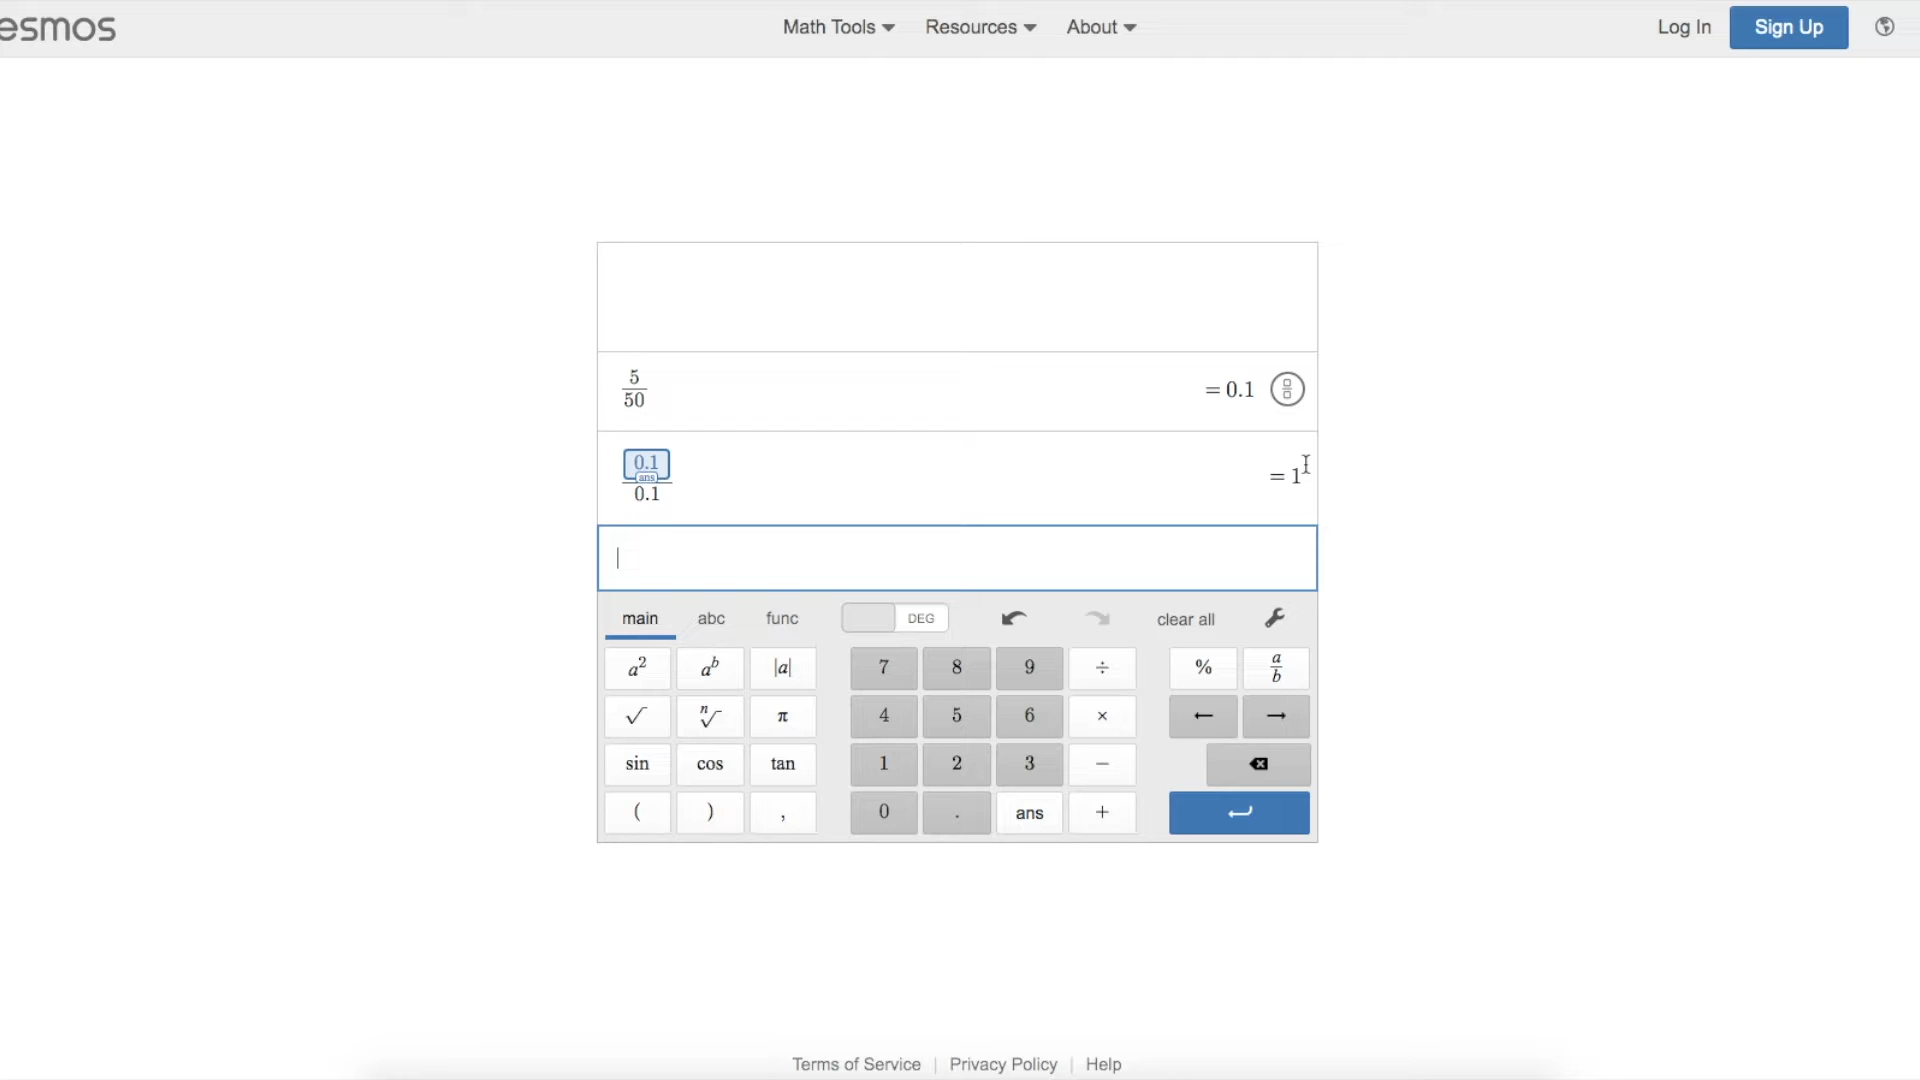 esmos Math Tools Resources About Log In Sign Up
5
50
= 0.1
0.1
ans
0.1
= 1
main abc func DEG clear all
a² aᵇ |a| 7 8 9 ÷ % a/b
√ ⁿ√ π 4 5 6 × ← →
sin cos tan 1 2 3 −
( ) , 0 . ans +
Terms of Service | Privacy Policy | Help